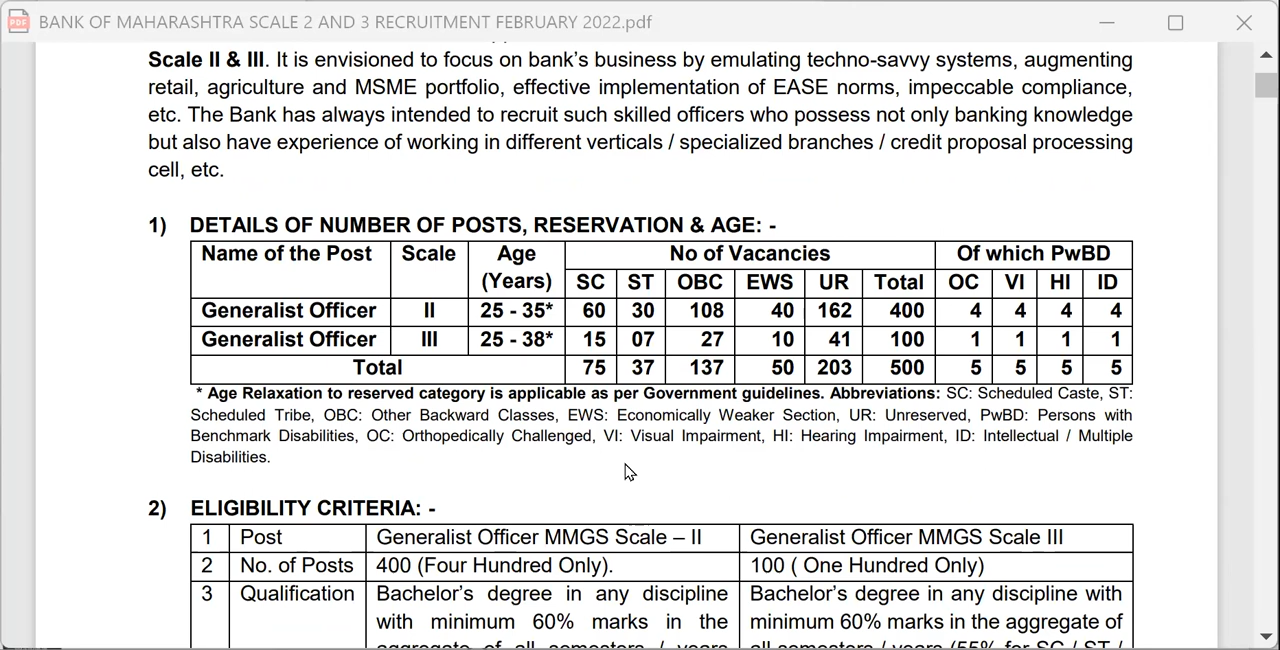 BANK OF MAHARASHTRA SCALE 2 AND 3 RECRUITMENT FEBRUARY 2022.pdf
Scale II & III. It is envisioned to focus on bank's business by emulating techno-savvy systems, augmenting
retail, agriculture and MSME portfolio, effective implementation of EASE norms, impeccable compliance,
etc. The Bank has always intended to recruit such skilled officers who possess not only banking knowledge
but also have experience of working in different verticals / specialized branches / credit proposal processing
cell, etc.
1) DETAILS OF NUMBER OF POSTS, RESERVATION & AGE: -
Name of the Post Scale Age (Years) No of Vacancies Of which PwBD
SC ST OBC EWS UR Total OC VI HI ID
Generalist Officer II 25 - 35* 60 30 108 40 162 400 4 4 4 4
Generalist Officer III 25 - 38* 15 07 27 10 41 100 1 1 1 1
Total 75 37 137 50 203 500 5 5 5 5
* Age Relaxation to reserved category is applicable as per Government guidelines. Abbreviations: SC: Scheduled Caste, ST:
Scheduled Tribe, OBC: Other Backward Classes, EWS: Economically Weaker Section, UR: Unreserved, PwBD: Persons with
Benchmark Disabilities, OC: Orthopedically Challenged, VI: Visual Impairment, HI: Hearing Impairment, ID: Intellectual / Multiple
Disabilities.
2) ELIGIBILITY CRITERIA: -
1 Post Generalist Officer MMGS Scale – II Generalist Officer MMGS Scale III
2 No. of Posts 400 (Four Hundred Only). 100 ( One Hundred Only)
3 Qualification Bachelor's degree in any discipline Bachelor's degree in any discipline with
with minimum 60% marks in the minimum 60% marks in the aggregate of
aggregate of all semesters / years all semesters / years (55% for SC / ST /